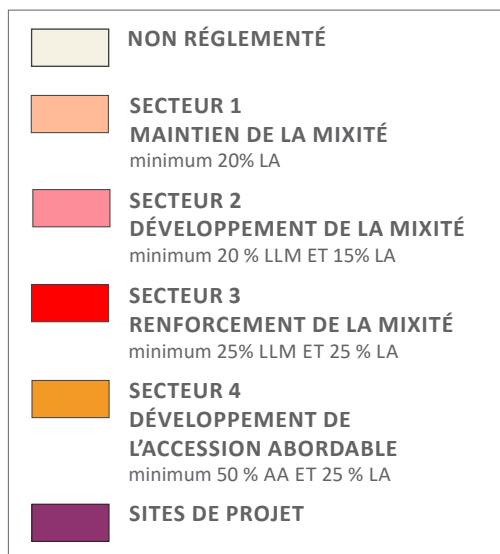 NON RÉGLEMENTÉ
SECTEUR 1
MAINTIEN DE LA MIXITÉ
minimum 20% LA
SECTEUR 2
DÉVELOPPEMENT DE LA MIXITÉ
minimum 20 % LLM ET 15% LA
SECTEUR 3
RENFORCEMENT DE LA MIXITÉ
minimum 25% LLM ET 25 % LA
SECTEUR 4
DÉVELOPPEMENT DE
L’ACCESSION ABORDABLE
minimum 50 % AA ET 25 % LA
SITES DE PROJET